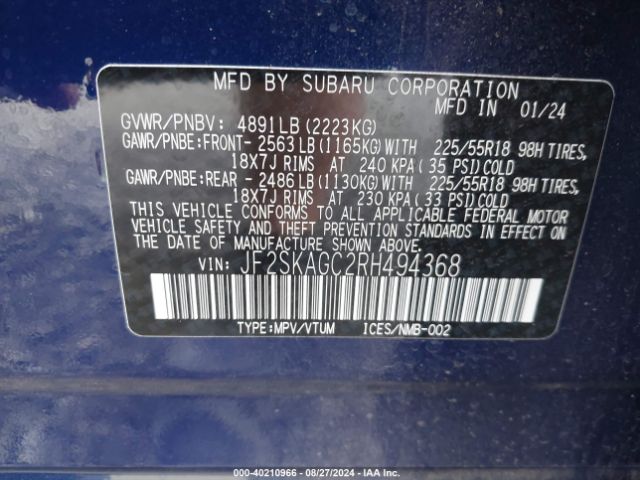 MFD BY SUBARU CORPORATION
MFD IN 01/24
GVWR/PNBV: 4891LB(2223KG)
GAWR/PNBE:FRONT- 2563LB(1165KG)WITH 225/55R18 98H TIRES,
18X7J RIMS AT 240 KPA(35 PSI)COLD
GAWR/PNBE:REAR - 2486LB(1130KG)WITH 225/55R18 98H TIRES,
18X7J RIMS AT 230 KPA(33 PSI)COLD
THIS VEHICLE CONFORMS TO ALL APPLICABLE FEDERAL MOTOR
VEHICLE SAFETY AND THEFT PREVENTION STANDARDS IN EFFECT
ON THE DATE OF MANUFACTURE SHOWN ABOVE.
VIN: JF2SKAGC2RH494368
TYPE:MPV/VTUM ICES/NMB-002
000-40210966 - 08/27/2024 - IAA Inc.